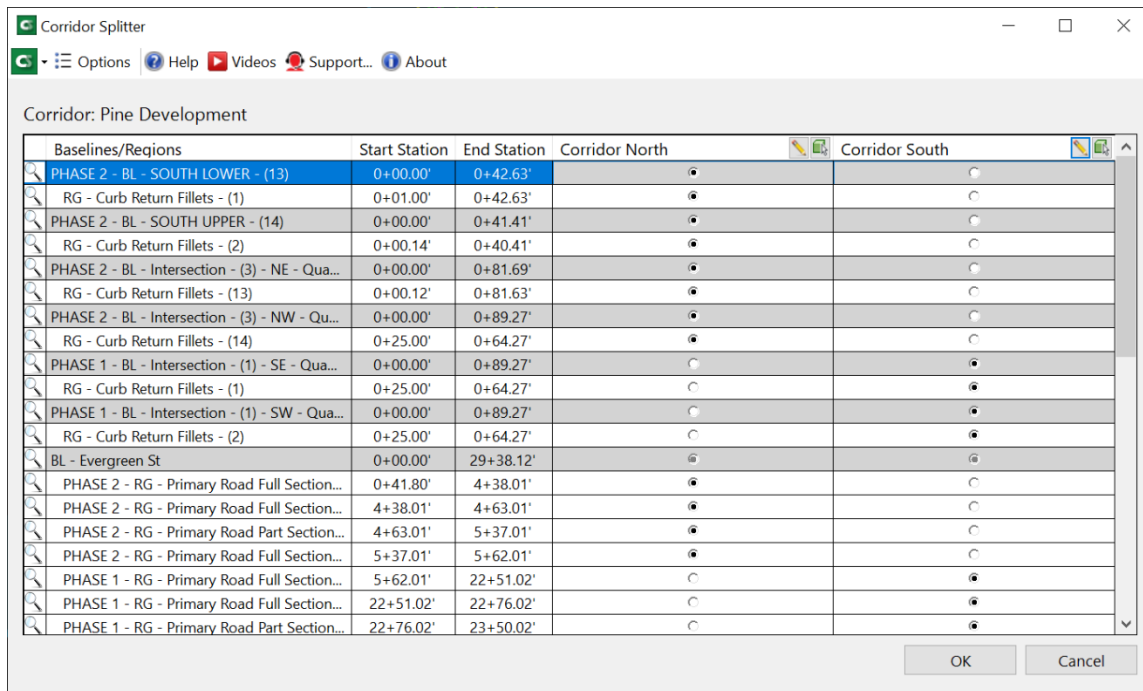 Corridor Splitter
Options Help Videos Support... About
Corridor: Pine Development
Baselines/Regions Start Station End Station Corridor North Corridor South
PHASE 2 - BL - SOUTH LOWER - (13) 0+00.00' 0+42.63'
RG - Curb Return Fillets - (1) 0+01.00' 0+42.63'
PHASE 2 - BL - SOUTH UPPER - (14) 0+00.00' 0+41.41'
RG - Curb Return Fillets - (2) 0+00.14' 0+40.41'
PHASE 2 - BL - Intersection - (3) - NE - Qua... 0+00.00' 0+81.69'
RG - Curb Return Fillets - (13) 0+00.12' 0+81.63'
PHASE 2 - BL - Intersection - (3) - NW - Qu... 0+00.00' 0+89.27'
RG - Curb Return Fillets - (14) 0+25.00' 0+64.27'
PHASE 1 - BL - Intersection - (1) - SE - Qua... 0+00.00' 0+89.27'
RG - Curb Return Fillets - (1) 0+25.00' 0+64.27'
PHASE 1 - BL - Intersection - (1) - SW - Qua... 0+00.00' 0+89.27'
RG - Curb Return Fillets - (2) 0+25.00' 0+64.27'
BL - Evergreen St 0+00.00' 29+38.12'
PHASE 2 - RG - Primary Road Full Section... 0+41.80' 4+38.01'
PHASE 2 - RG - Primary Road Full Section... 4+38.01' 4+63.01'
PHASE 2 - RG - Primary Road Part Section... 4+63.01' 5+37.01'
PHASE 2 - RG - Primary Road Full Section... 5+37.01' 5+62.01'
PHASE 1 - RG - Primary Road Full Section... 5+62.01' 22+51.02'
PHASE 1 - RG - Primary Road Full Section... 22+51.02' 22+76.02'
PHASE 1 - RG - Primary Road Part Section... 22+76.02' 23+50.02'
OK Cancel